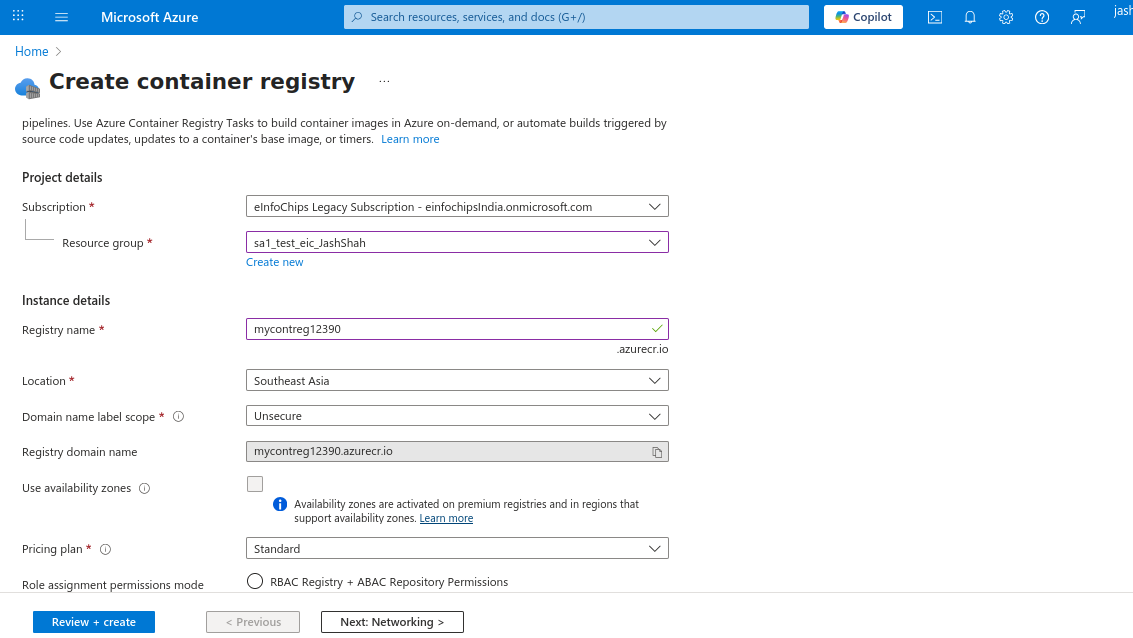 Microsoft Azure
Search resources, services, and docs (G+/)
Copilot
jash
Home >
Create container registry ...
pipelines. Use Azure Container Registry Tasks to build container images in Azure on-demand, or automate builds triggered by
source code updates, updates to a container's base image, or timers. Learn more
Project details
Subscription *
eInfoChips Legacy Subscription - einfochipsIndia.onmicrosoft.com
Resource group *
sa1_test_eic_JashShah
Create new
Instance details
Registry name *
mycontreg12390
.azurecr.io
Location *
Southeast Asia
Domain name label scope *
Unsecure
Registry domain name
mycontreg12390.azurecr.io
Use availability zones
Availability zones are activated on premium registries and in regions that
support availability zones. Learn more
Pricing plan *
Standard
Role assignment permissions mode
RBAC Registry + ABAC Repository Permissions
Review + create
< Previous
Next: Networking >